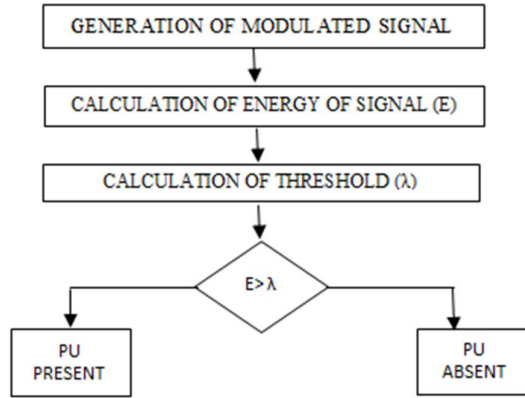 GENERATION OF MODULATED SIGNAL
CALCULATION OF ENERGY OF SIGNAL (E)
CALCULATION OF THRESHOLD (λ)
E> λ
PU
PRESENT
PU
ABSENT